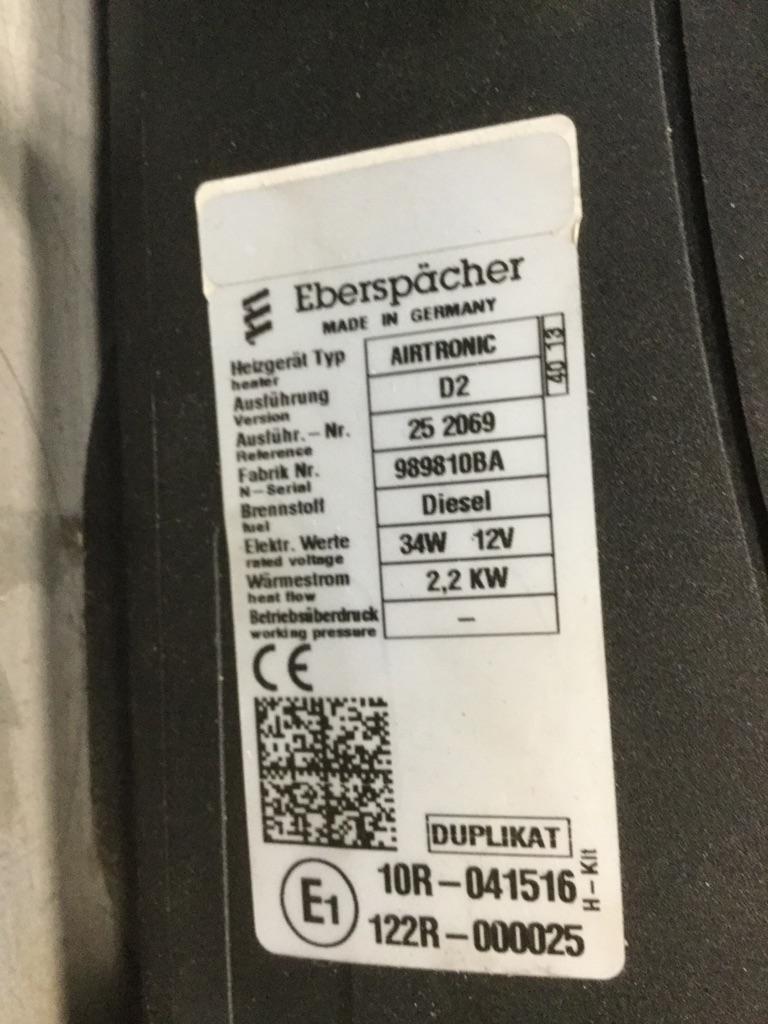 Eberspächer
MADE IN GERMANY
Heizgerät Typ AIRTRONIC
heater
40 13
Ausführung D2
Version
Ausführ.-Nr. 25 2069
Reference
Fabrik Nr. 989810BA
N-Serial
Brennstoff Diesel
fuel
Elektr. Werte 34W 12V
rated voltage
Wärmestrom 2,2 KW
heat flow
Betriebsüberdruck –
working pressure
CE
DUPLIKAT
E1 10R-041516
H-Kit
122R-000025